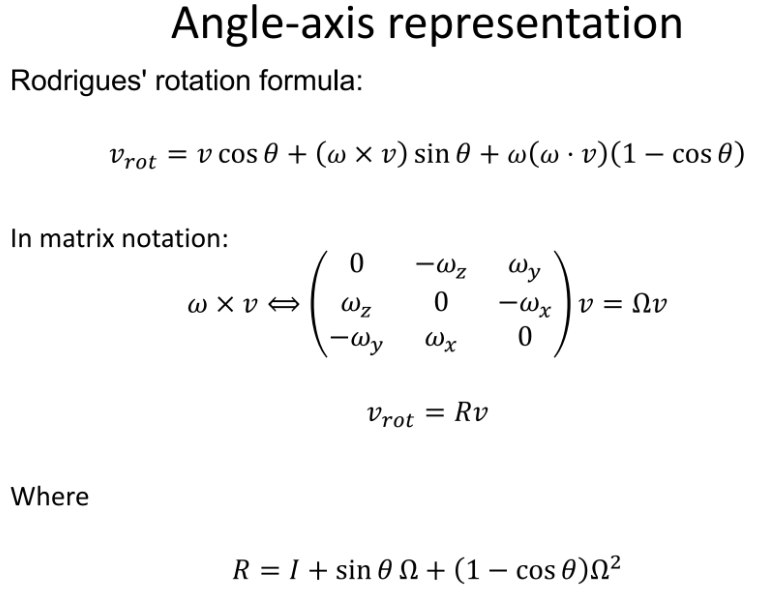 Angle-axis representation
Rodrigues' rotation formula:
v_rot = v cos θ + (ω × v) sin θ + ω(ω · v)(1 − cos θ)
In matrix notation:
0 −ω_z ω_y
ω × v ⟺ ( ω_z 0 −ω_x ) v = Ωv
−ω_y ω_x 0
v_rot = Rv
Where
R = I + sin θ Ω + (1 − cos θ)Ω²